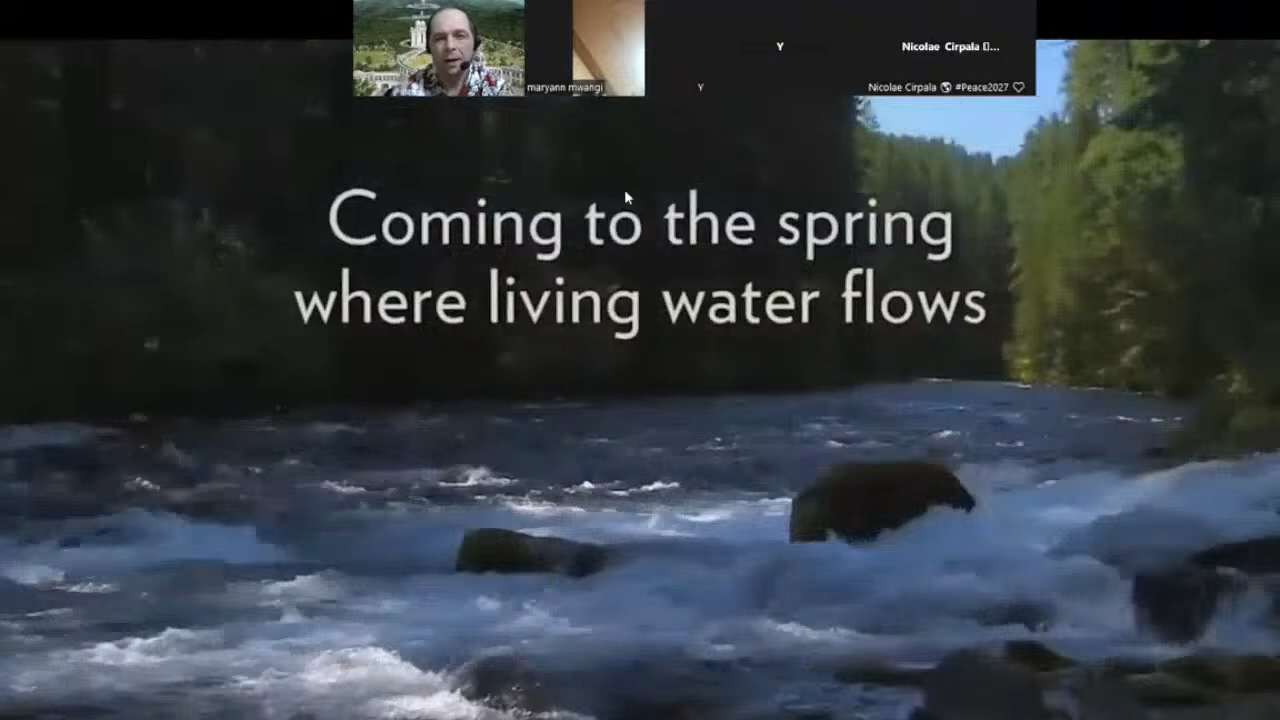 Y
Nicolae Cirpala
maryann mwangi
Y
Nicolae Cirpala #Peace2027
Coming to the spring
where living water flows